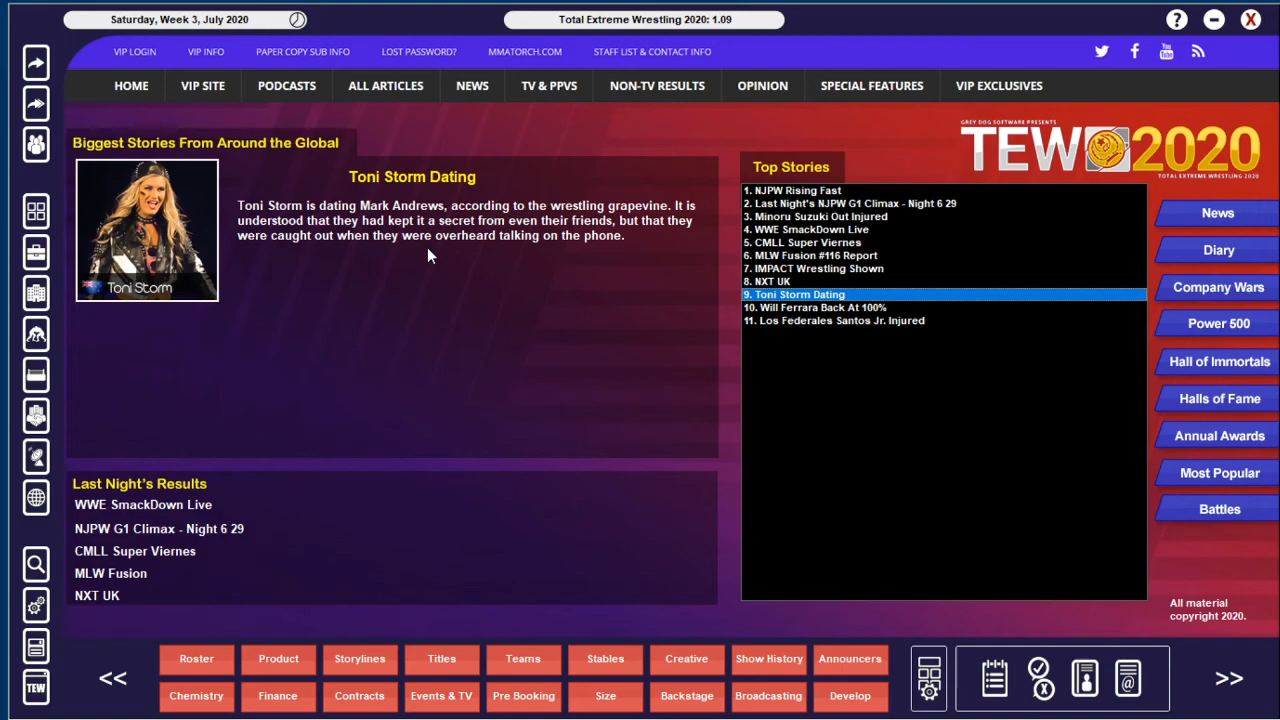 Saturday, Week 3, July 2020
Total Extreme Wrestling 2020: 1.09
?
X
VIP LOGIN
VIP INFO
PAPER COPY SUB INFO
LOST PASSWORD?
MMATORCH.COM
STAFF LIST & CONTACT INFO
You Tube
HOME
VIP SITE
PODCASTS
ALL ARTICLES
NEWS
TV & PPVS
NON-TV RESULTS
OPINION
SPECIAL FEATURES
VIP EXCLUSIVES
Biggest Stories From Around the Global
Toni Storm
Toni Storm Dating
Toni Storm is dating Mark Andrews, according to the wrestling grapevine. It is
understood that they had kept it a secret from even their friends, but that they
were caught out when they were overheard talking on the phone.
Last Night's Results
WWE SmackDown Live
NJPW G1 Climax - Night 6 29
CMLL Super Viernes
MLW Fusion
NXT UK
Top Stories
1. NJPW Rising Fast
2. Last Night's NJPW G1 Climax - Night 6 29
3. Minoru Suzuki Out Injured
4. WWE SmackDown Live
5. CMLL Super Viernes
6. MLW Fusion #116 Report
7. IMPACT Wrestling Shown
8. NXT UK
9. Toni Storm Dating
10. Will Ferrara Back At 100%
11. Los Federales Santos Jr. Injured
GREY DOG SOFTWARE PRESENTS
TEW 2020
TOTAL EXTREME WRESTLING 2020
News
Diary
Company Wars
Power 500
Hall of Immortals
Halls of Fame
Annual Awards
Most Popular
Battles
All material
copyright 2020.
<<
Roster
Product
Storylines
Titles
Teams
Stables
Creative
Show History
Announcers
Chemistry
Finance
Contracts
Events & TV
Pre Booking
Size
Backstage
Broadcasting
Develop
>>
TEW